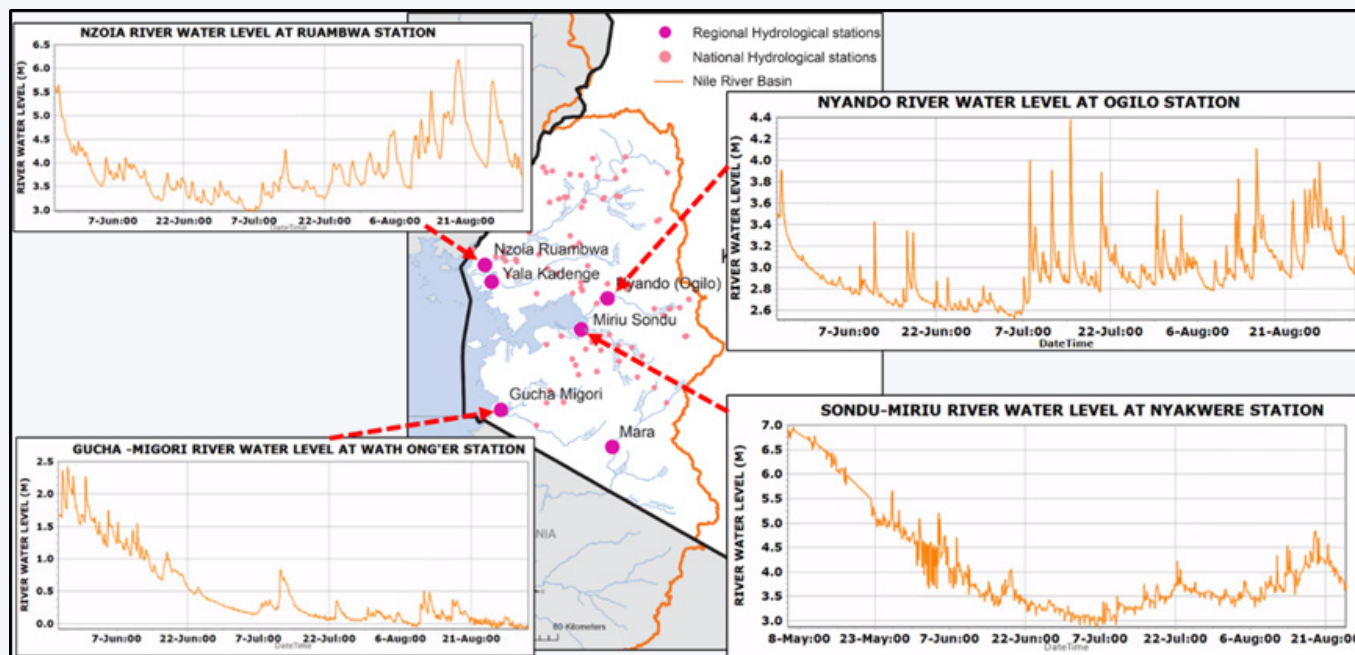 NZOIA RIVER WATER LEVEL AT RUAMBWA STATION
RIVER WATER LEVEL (M)
6.5
6.0
5.5
5.0
4.5
4.0
3.5
3.0
7-Jun:00 22-Jun:00 7-Jul:00 22-Jul:00 6-Aug:00 21-Aug:00
DateTime
Regional Hydrological stations
National Hydrological stations
Nile River Basin
NYANDO RIVER WATER LEVEL AT OGILO STATION
RIVER WATER LEVEL (M)
4.4
4.0
3.6
3.2
3.0
2.8
2.6
7-Jun:00 22-Jun:00 7-Jul:00 22-Jul:00 6-Aug:00 21-Aug:00
DateTime
Nzoia Ruambwa
Yala Kadenge
Nyando (Ogilo)
Miriu Sondu
Gucha Migori
Mara
K
NIA
80 Kilometers
GUCHA -MIGORI RIVER WATER LEVEL AT WATH ONG'ER STATION
RIVER WATER LEVEL (M)
2.5
2.0
1.5
1.0
0.5
0.0
7-Jun:00 22-Jun:00 7-Jul:00 22-Jul:00 6-Aug:00 21-Aug:00
DateTime
SONDU-MIRIU RIVER WATER LEVEL AT NYAKWERE STATION
RIVER WATER LEVEL (M)
7.0
6.5
6.0
5.5
5.0
4.5
4.0
3.5
3.0
8-May:00 23-May:00 7-Jun:00 22-Jun:00 7-Jul:00 22-Jul:00 6-Aug:00 21-Aug:00
DateTime